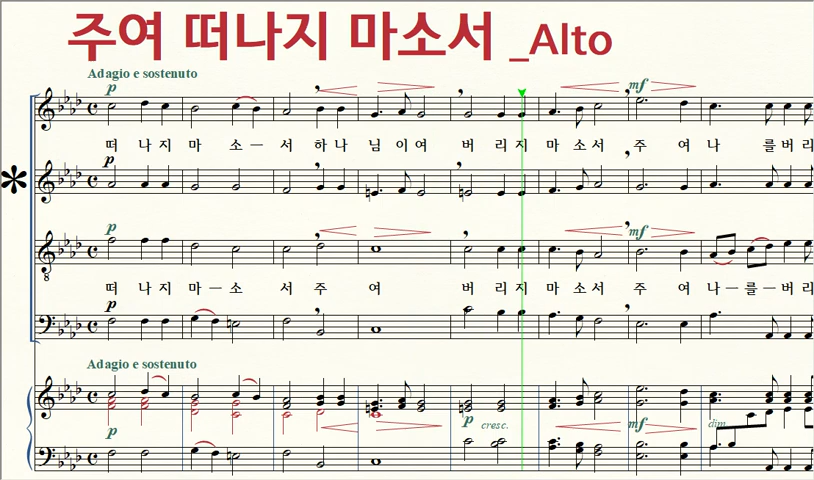 주여 떠나지 마소서 _Alto
Adagio e sostenuto
p
mf
떠 나지 마 소 — 서 하나 님이여 버 리지 마 소서 주 여 나 를버리
p
p
mf
떠 나지 마 — 소 서 주 여 버 리지 마 소서 주 여 나 — 를 — 버리
p
Adagio e sostenuto
p
p cresc.
mf
dim.